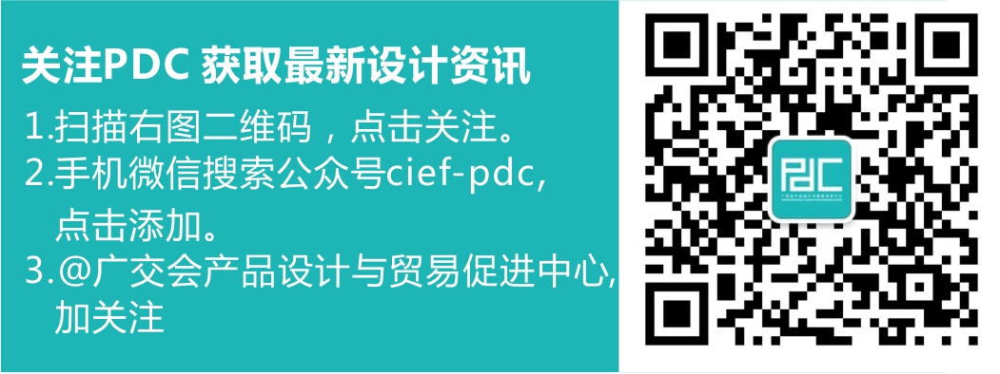 关注PDC 获取最新设计资讯
1.扫描右图二维码，点击关注。
2.手机微信搜索公众号cief-pdc,
点击添加。
3.@广交会产品设计与贸易促进中心,
加关注
PDC